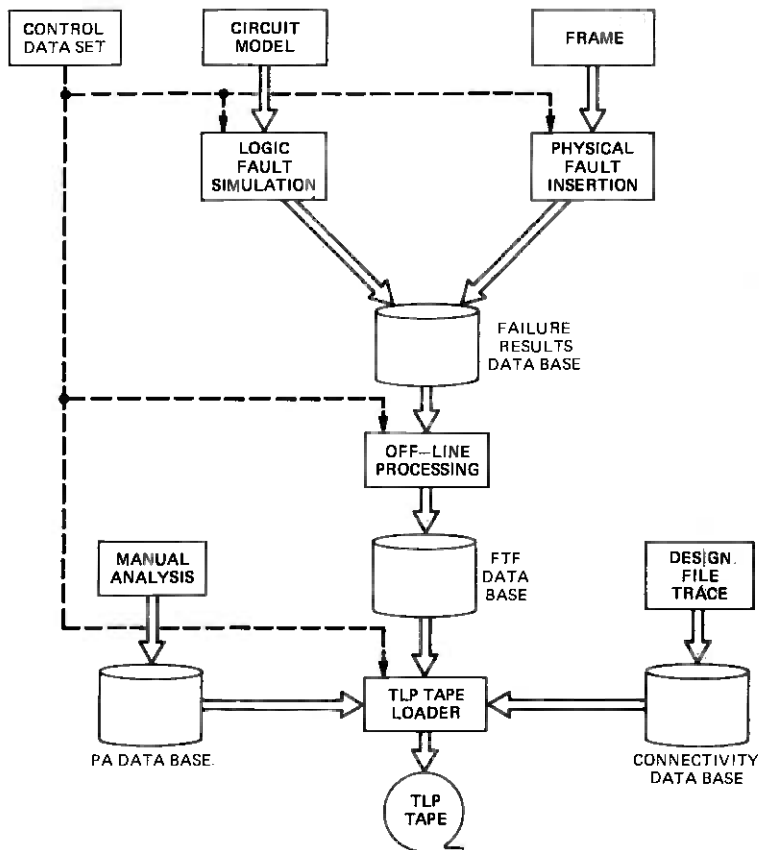 CONTROL
DATA SET
CIRCUIT
MODEL
FRAME
LOGIC
FAULT
SIMULATION
PHYSICAL
FAULT
INSERTION
FAILURE
RESULTS
DATA BASE
OFF-LINE
PROCESSING
MANUAL
ANALYSIS
FTF
DATA
BASE
DESIGN
FILE
TRACE
TLP TAPE
LOADER
PA DATA BASE
CONNECTIVITY
DATA BASE
TLP
TAPE